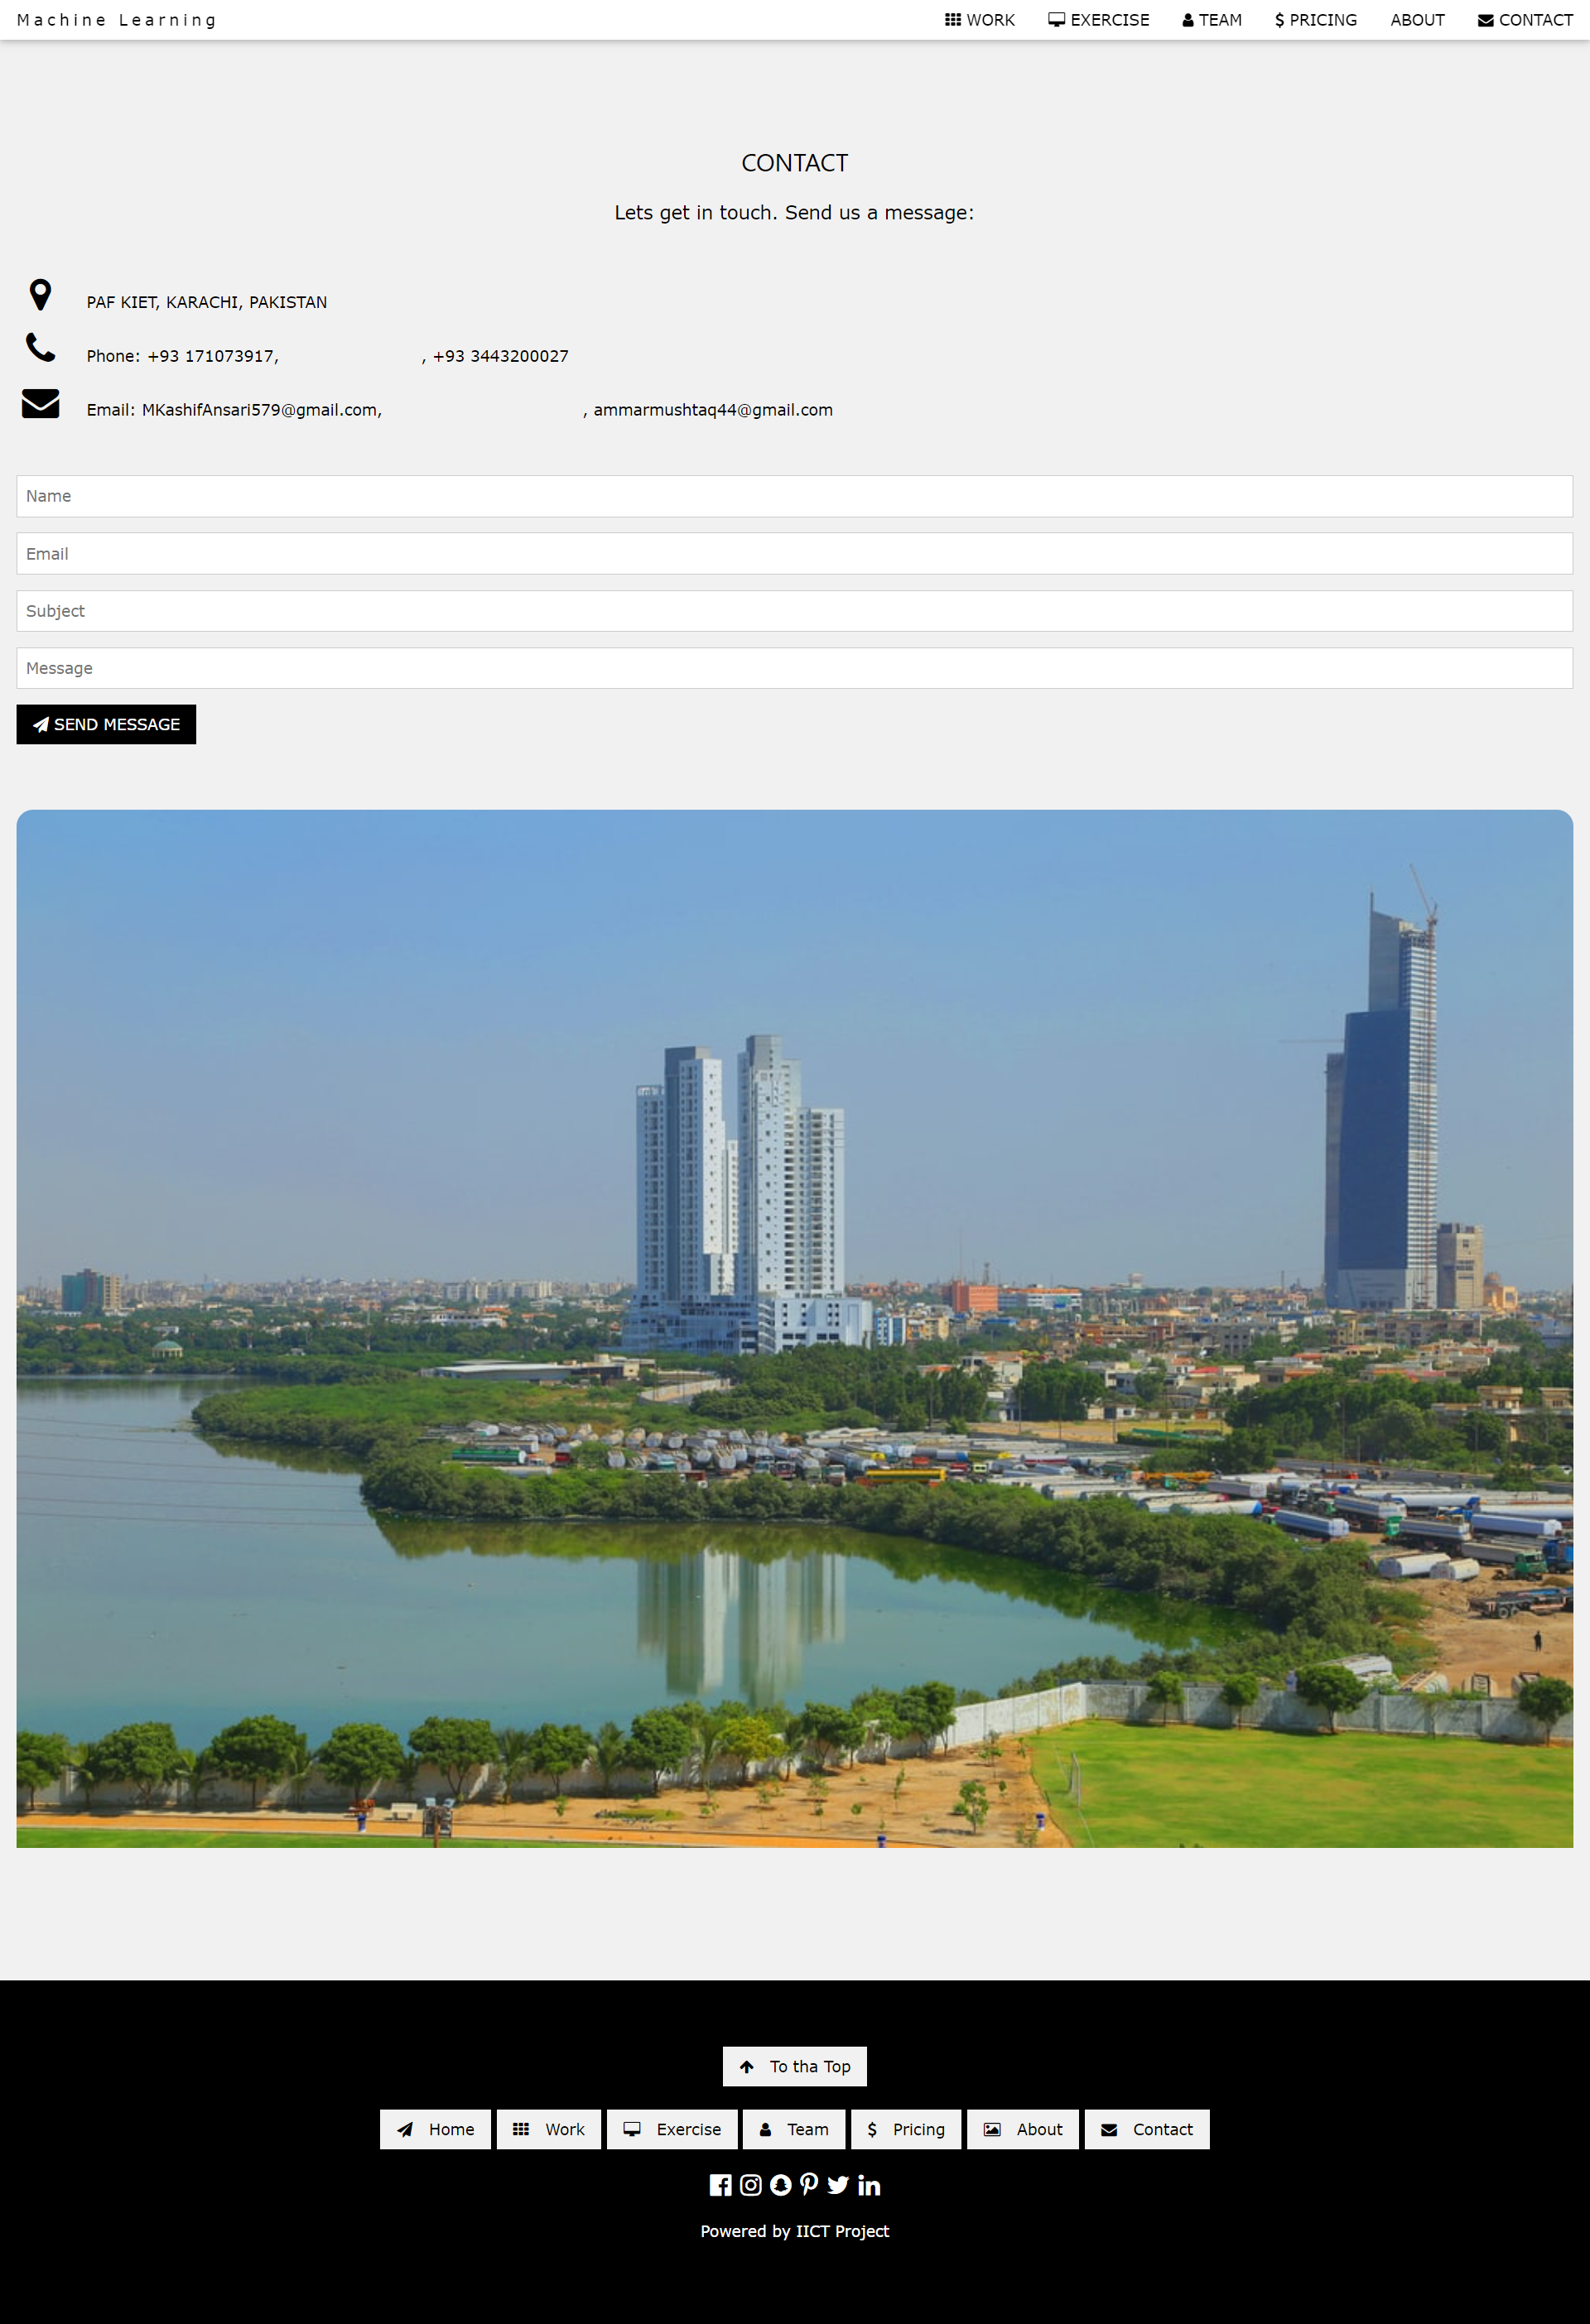 Machine Learning WORK EXERCISE TEAM $ PRICING ABOUT CONTACT
CONTACT
Lets get in touch. Send us a message:
PAF KIET, KARACHI, PAKISTAN
Phone: +93 171073917, , +93 3443200027
Email: MKashifAnsari579@gmail.com, , ammarmushtaq44@gmail.com
Name
Email
Subject
Message
SEND MESSAGE
To tha Top
Home Work Exercise Team $ Pricing About Contact
Powered by IICT Project